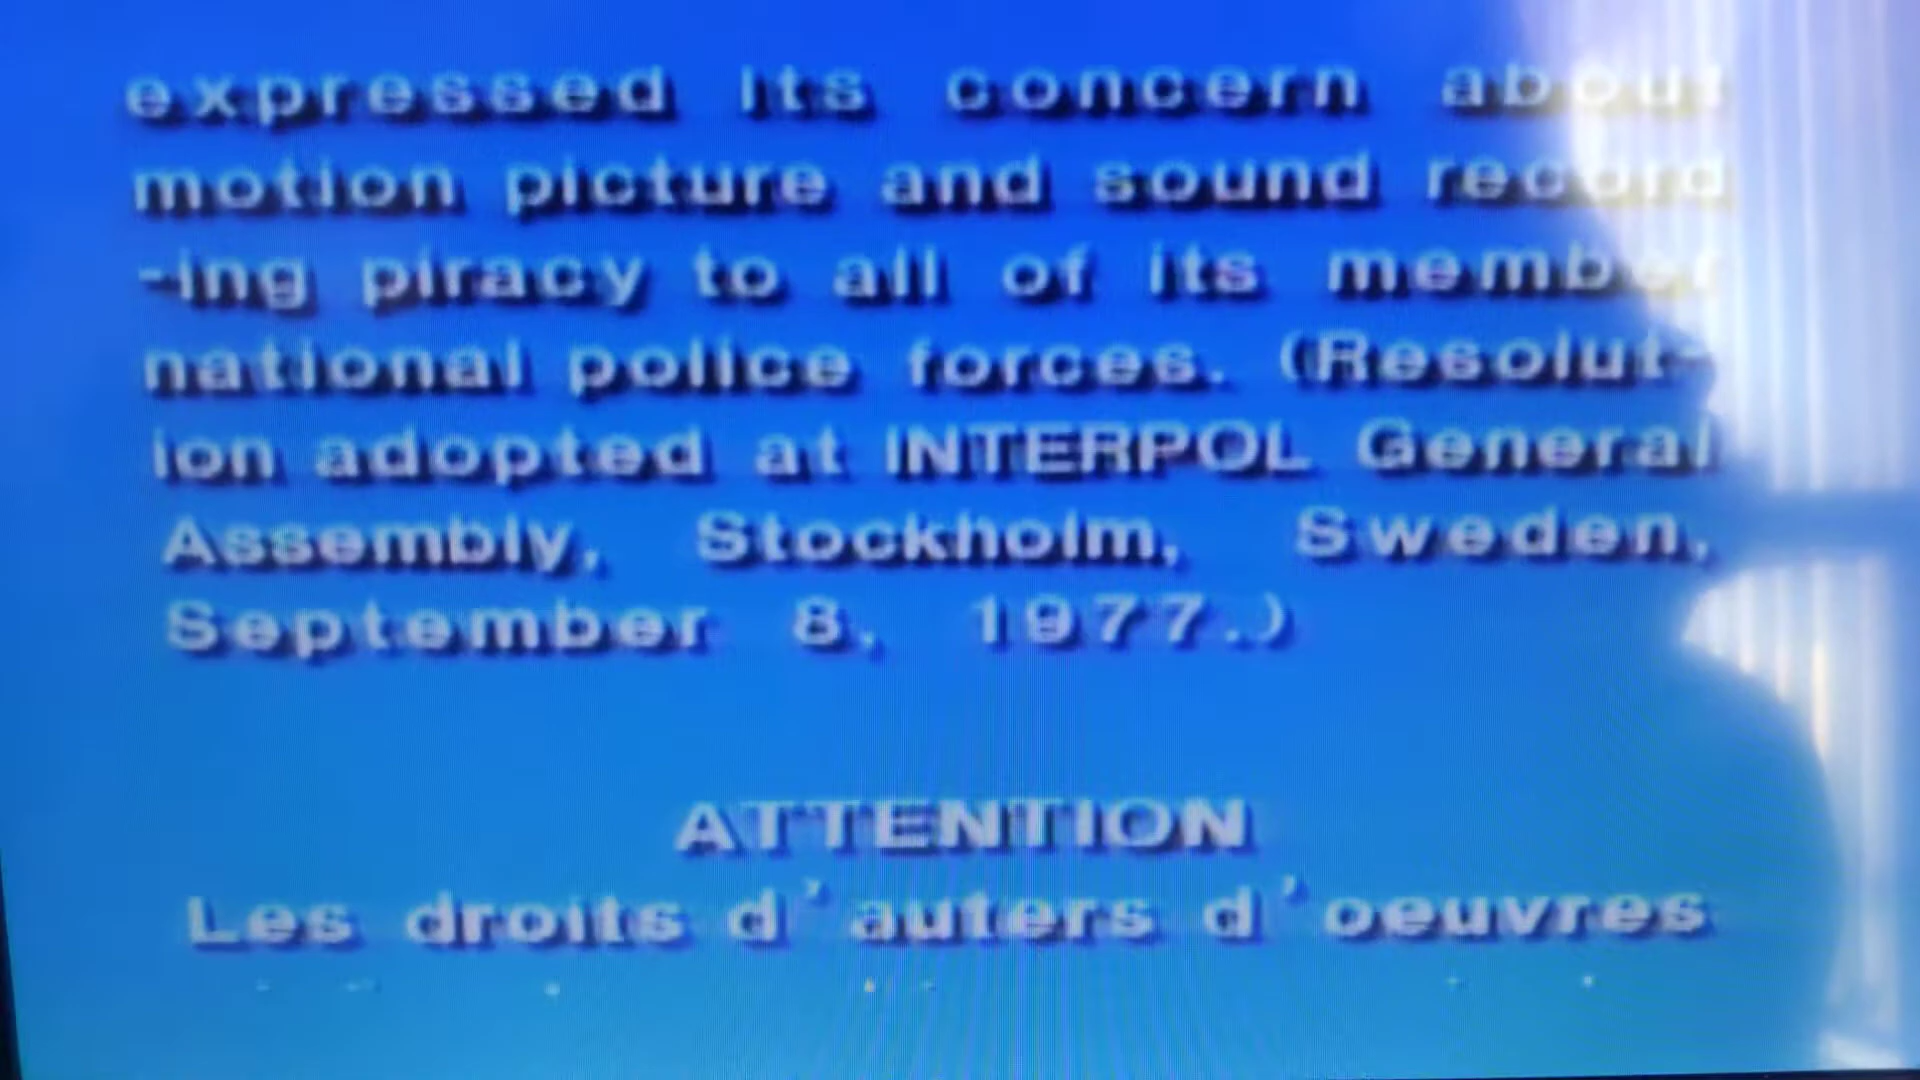 expressed its concern about
motion picture and sound record
-ing piracy to all of its member
national police forces. (Resolut-
ion adopted at INTERPOL General
Assembly, Stockholm, Sweden,
September 8, 1977.)
ATTENTION
Les droits d'auters d'oeuvres